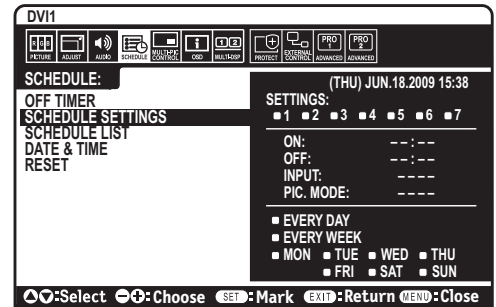 DVI1
RGB
PICTURE ADJUST AUDIO SCHEDULE MULTI-PIC CONTROL OSD MULTI-DSP PROTECT EXTERNAL CONTROL PRO 1 ADVANCED PRO 2 ADVANCED
SCHEDULE:
OFF TIMER
SCHEDULE SETTINGS
SCHEDULE LIST
DATE & TIME
RESET
(THU) JUN.18.2009 15:38
SETTINGS:
1 2 3 4 5 6 7
ON: --:--
OFF: --:--
INPUT: ----
PIC. MODE: ----
EVERY DAY
EVERY WEEK
MON TUE WED THU
FRI SAT SUN
:Select :Choose SET:Mark EXIT:Return MENU:Close